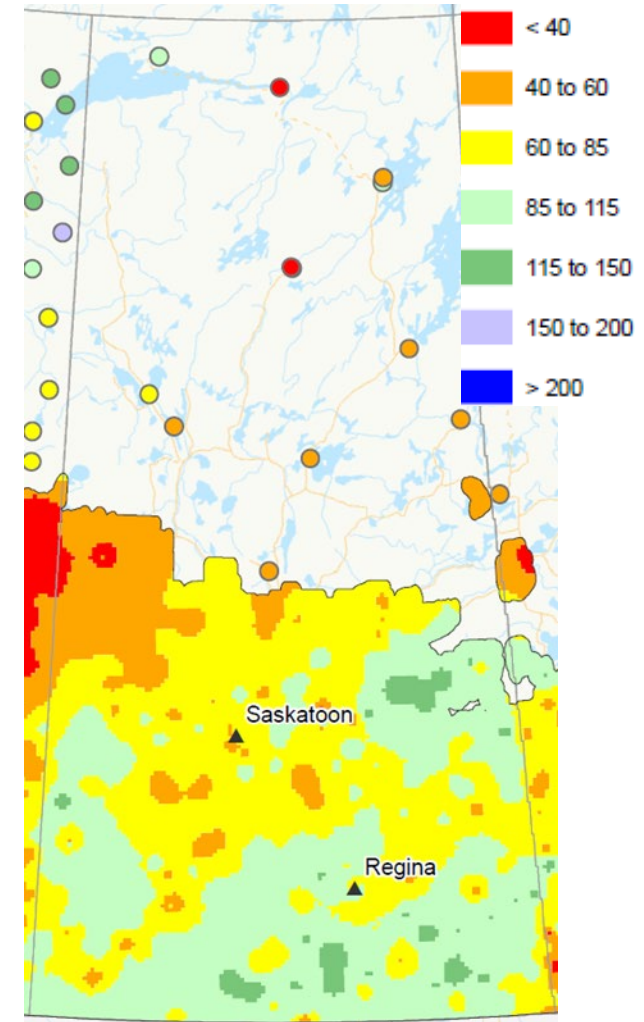 < 40
40 to 60
60 to 85
85 to 115
115 to 150
150 to 200
> 200
Saskatoon
Regina